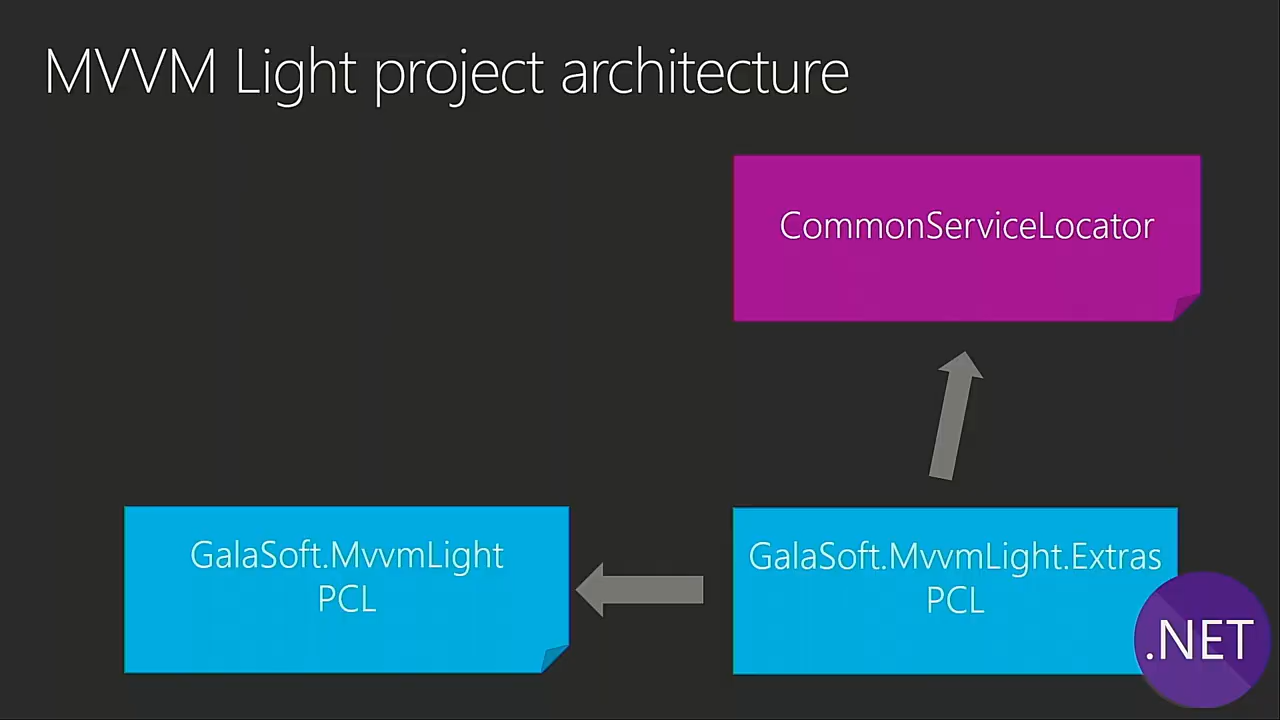 MVVM Light project architecture
CommonServiceLocator
GalaSoft.MvvmLight
PCL
GalaSoft.MvvmLight.Extras
PCL
.NET